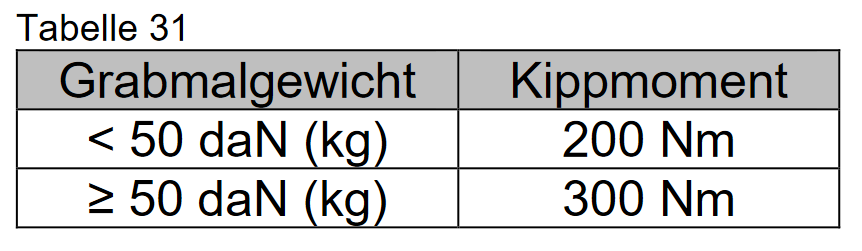 Tabelle 31
Grabmalgewicht Kippmoment
< 50 daN (kg) 200 Nm
≥ 50 daN (kg) 300 Nm